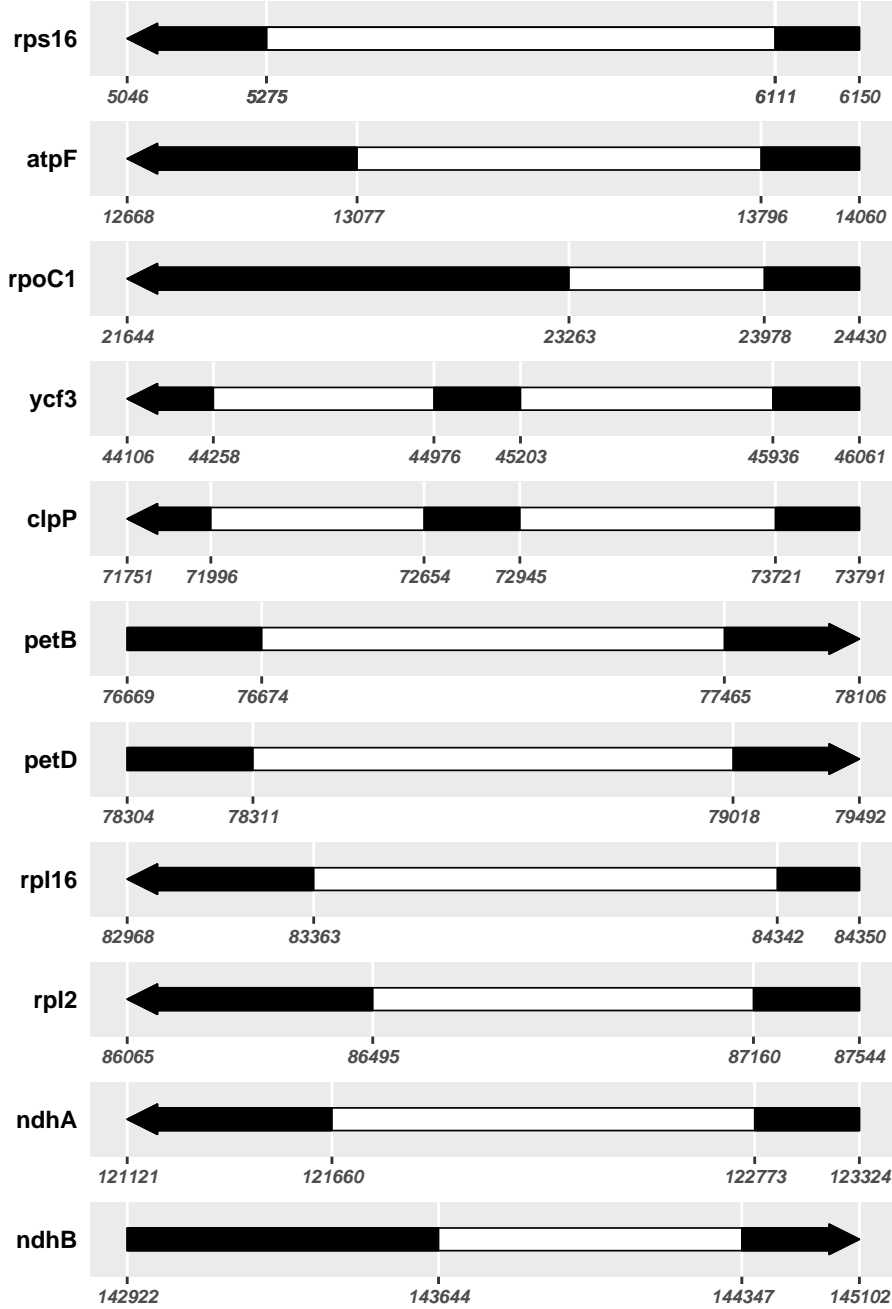 rps16
5046 5275 6111 6150
atpF
12668 13077 13796 14060
rpoC1
21644 23263 23978 24430
ycf3
44106 44258 44976 45203 45936 46061
clpP
71751 71996 72654 72945 73721 73791
petB
76669 76674 77465 78106
petD
78304 78311 79018 79492
rpl16
82968 83363 84342 84350
rpl2
86065 86495 87160 87544
ndhA
121121 121660 122773 123324
ndhB
142922 143644 144347 145102